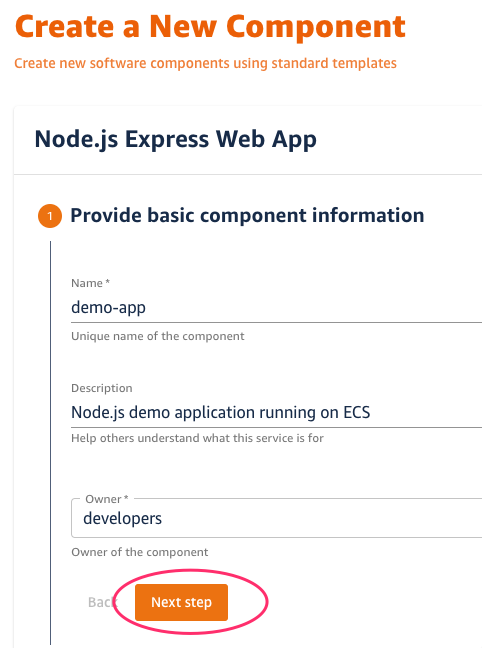 Create a New Component
Create new software components using standard templates
Node.js Express Web App
1 Provide basic component information
Name *
demo-app
Unique name of the component
Description
Node.js demo application running on ECS
Help others understand what this service is for
Owner *
developers
Owner of the component
Back Next step